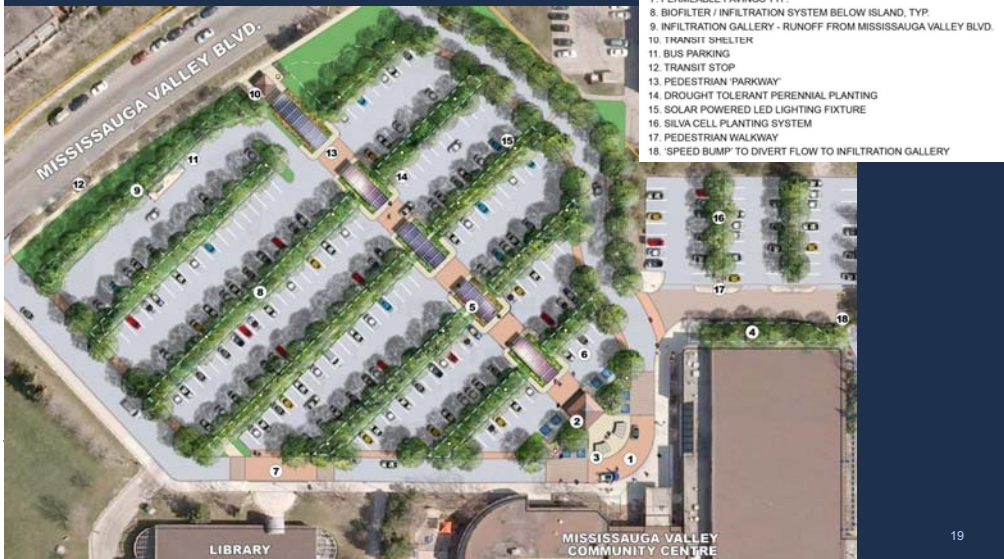 8. BIOFILTER / INFILTRATION SYSTEM BELOW ISLAND, TYP.
9. INFILTRATION GALLERY - RUNOFF FROM MISSISSAUGA VALLEY BLVD.
10. TRANSIT SHELTER
11. BUS PARKING
12. TRANSIT STOP
13. PEDESTRIAN 'PARKWAY'
14. DROUGHT TOLERANT PERENNIAL PLANTING
15. SOLAR POWERED LED LIGHTING FIXTURE
16. SILVA CELL PLANTING SYSTEM
17. PEDESTRIAN WALKWAY
18. 'SPEED BUMP' TO DIVERT FLOW TO INFILTRATION GALLERY
MISSISSAUGA VALLEY BLVD.
10
13
15
11
12
9
14
16
17
18
8
5
4
6
2
3
1
7
LIBRARY
MISSISSAUGA VALLEY
COMMUNITY CENTRE
19